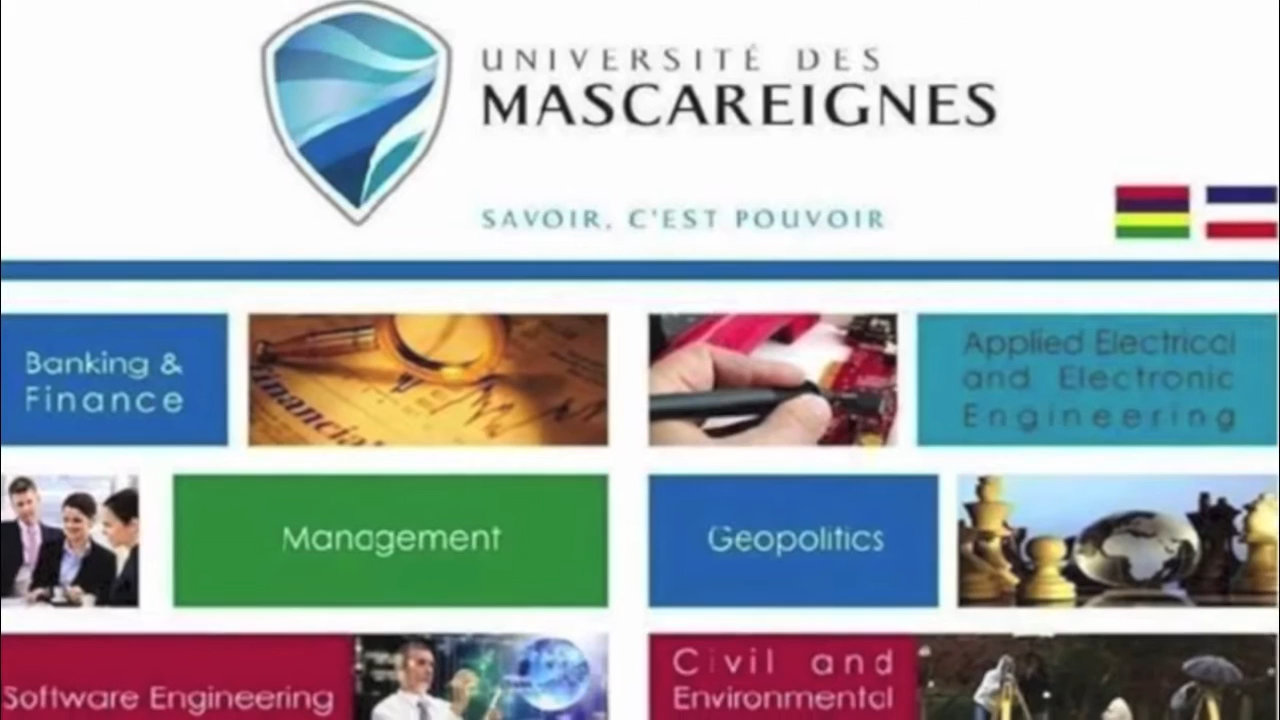 UNIVERSITÉ DES
MASCAREIGNES
SAVOIR, C'EST POUVOIR
Banking &
Finance
Financial
Applied Electrical
and Electronic
Engineering
Management
Geopolitics
Software Engineering
Civil and
Environmental